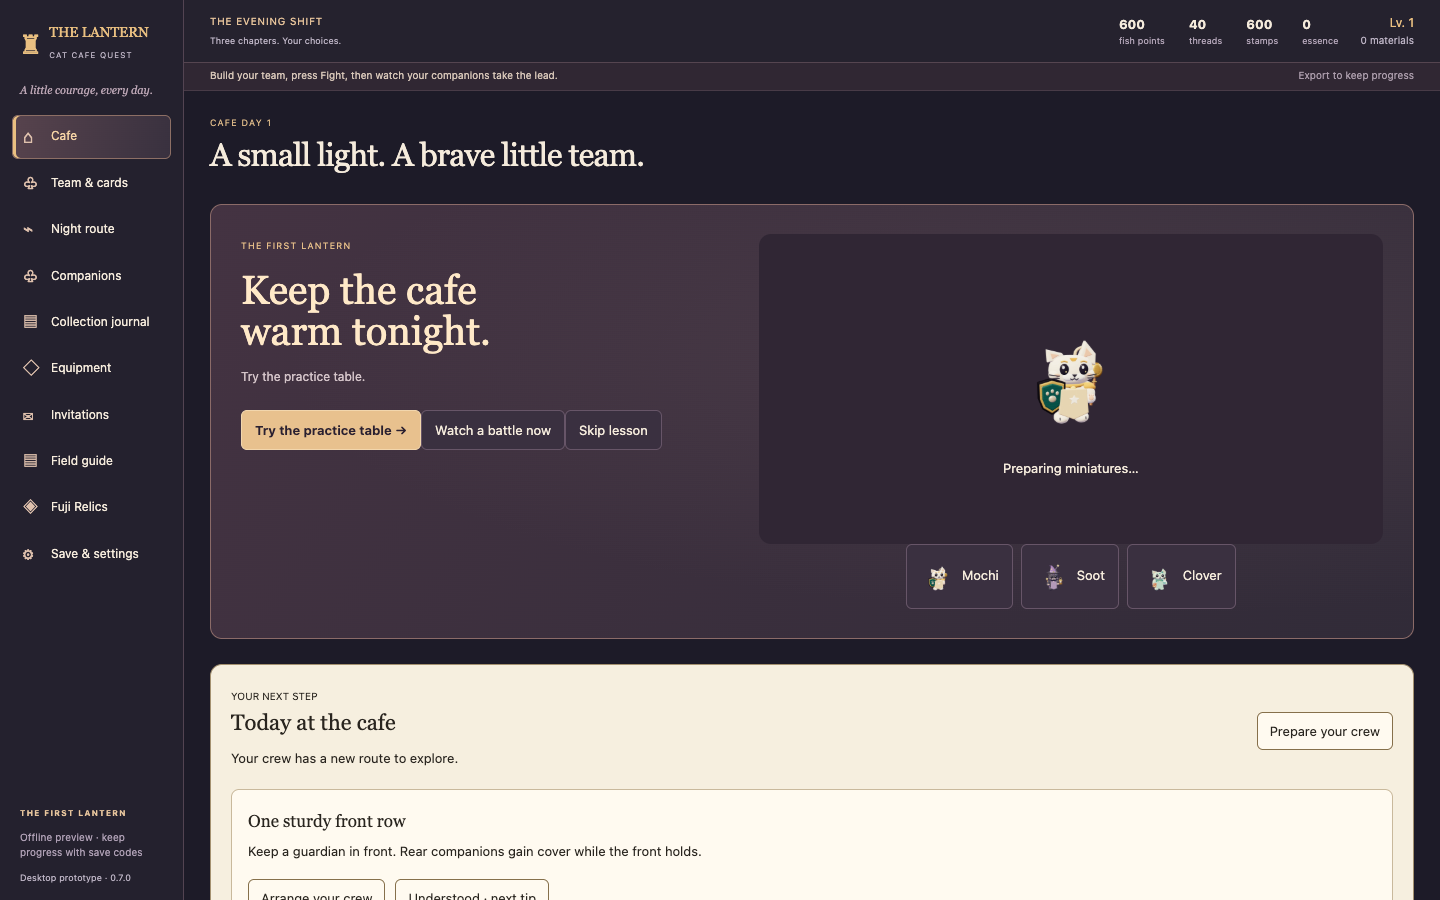 THE LANTERN
CAT CAFE QUEST
A little courage, every day.
Cafe
Team & cards
Night route
Companions
Collection journal
Equipment
Invitations
Field guide
Fuji Relics
Save & settings
THE FIRST LANTERN
Offline preview · keep
progress with save codes
Desktop prototype · 0.7.0
THE EVENING SHIFT
Three chapters. Your choices.
600
fish points
40
threads
600
stamps
0
essence
Lv. 1
0 materials
Build your team, press Fight, then watch your companions take the lead.
Export to keep progress
CAFE DAY 1
A small light. A brave little team.
THE FIRST LANTERN
Keep the cafe
warm tonight.
Try the practice table.
Try the practice table →
Watch a battle now
Skip lesson
Preparing miniatures...
Mochi
Soot
Clover
YOUR NEXT STEP
Today at the cafe
Your crew has a new route to explore.
Prepare your crew
One sturdy front row
Keep a guardian in front. Rear companions gain cover while the front holds.
Arrange your crew
Understood · next tip